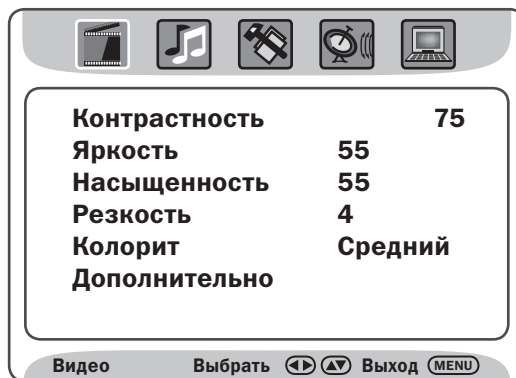 Контрастность 75
Яркость 55
Насыщенность 55
Резкость 4
Колорит Средний
Дополнительно
Видео Выбрать Выход MENU